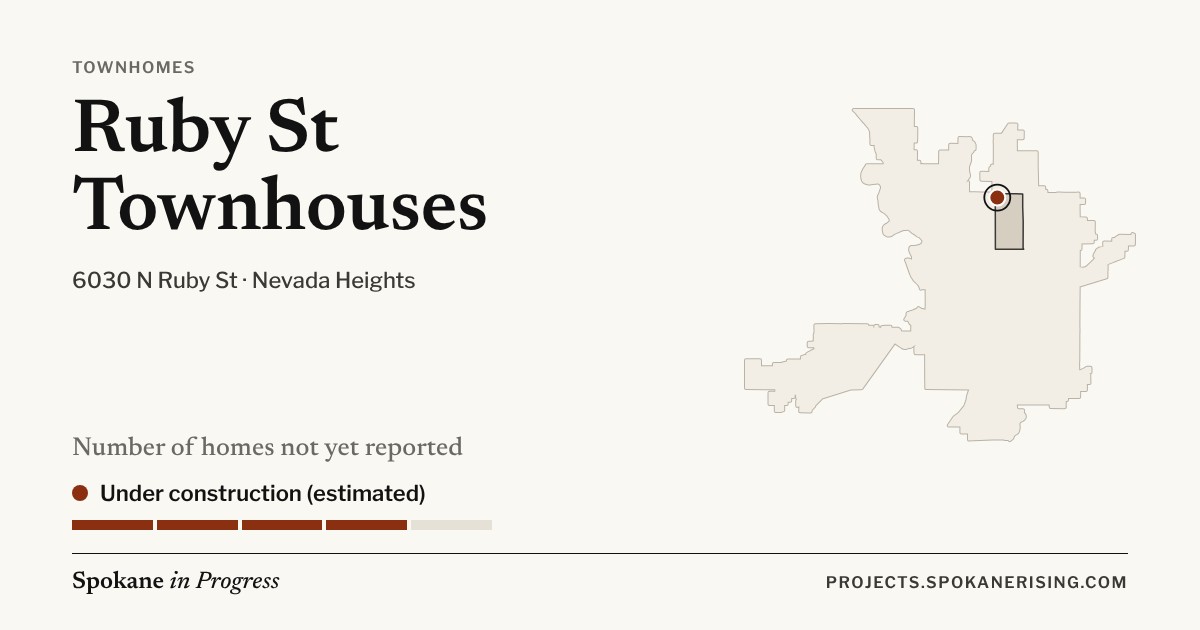 TOWNHOMES
Ruby St
Townhouses
6030 N Ruby St · Nevada Heights
Number of homes not yet reported
Under construction (estimated)
Spokane in Progress
PROJECTS.SPOKANERISING.COM